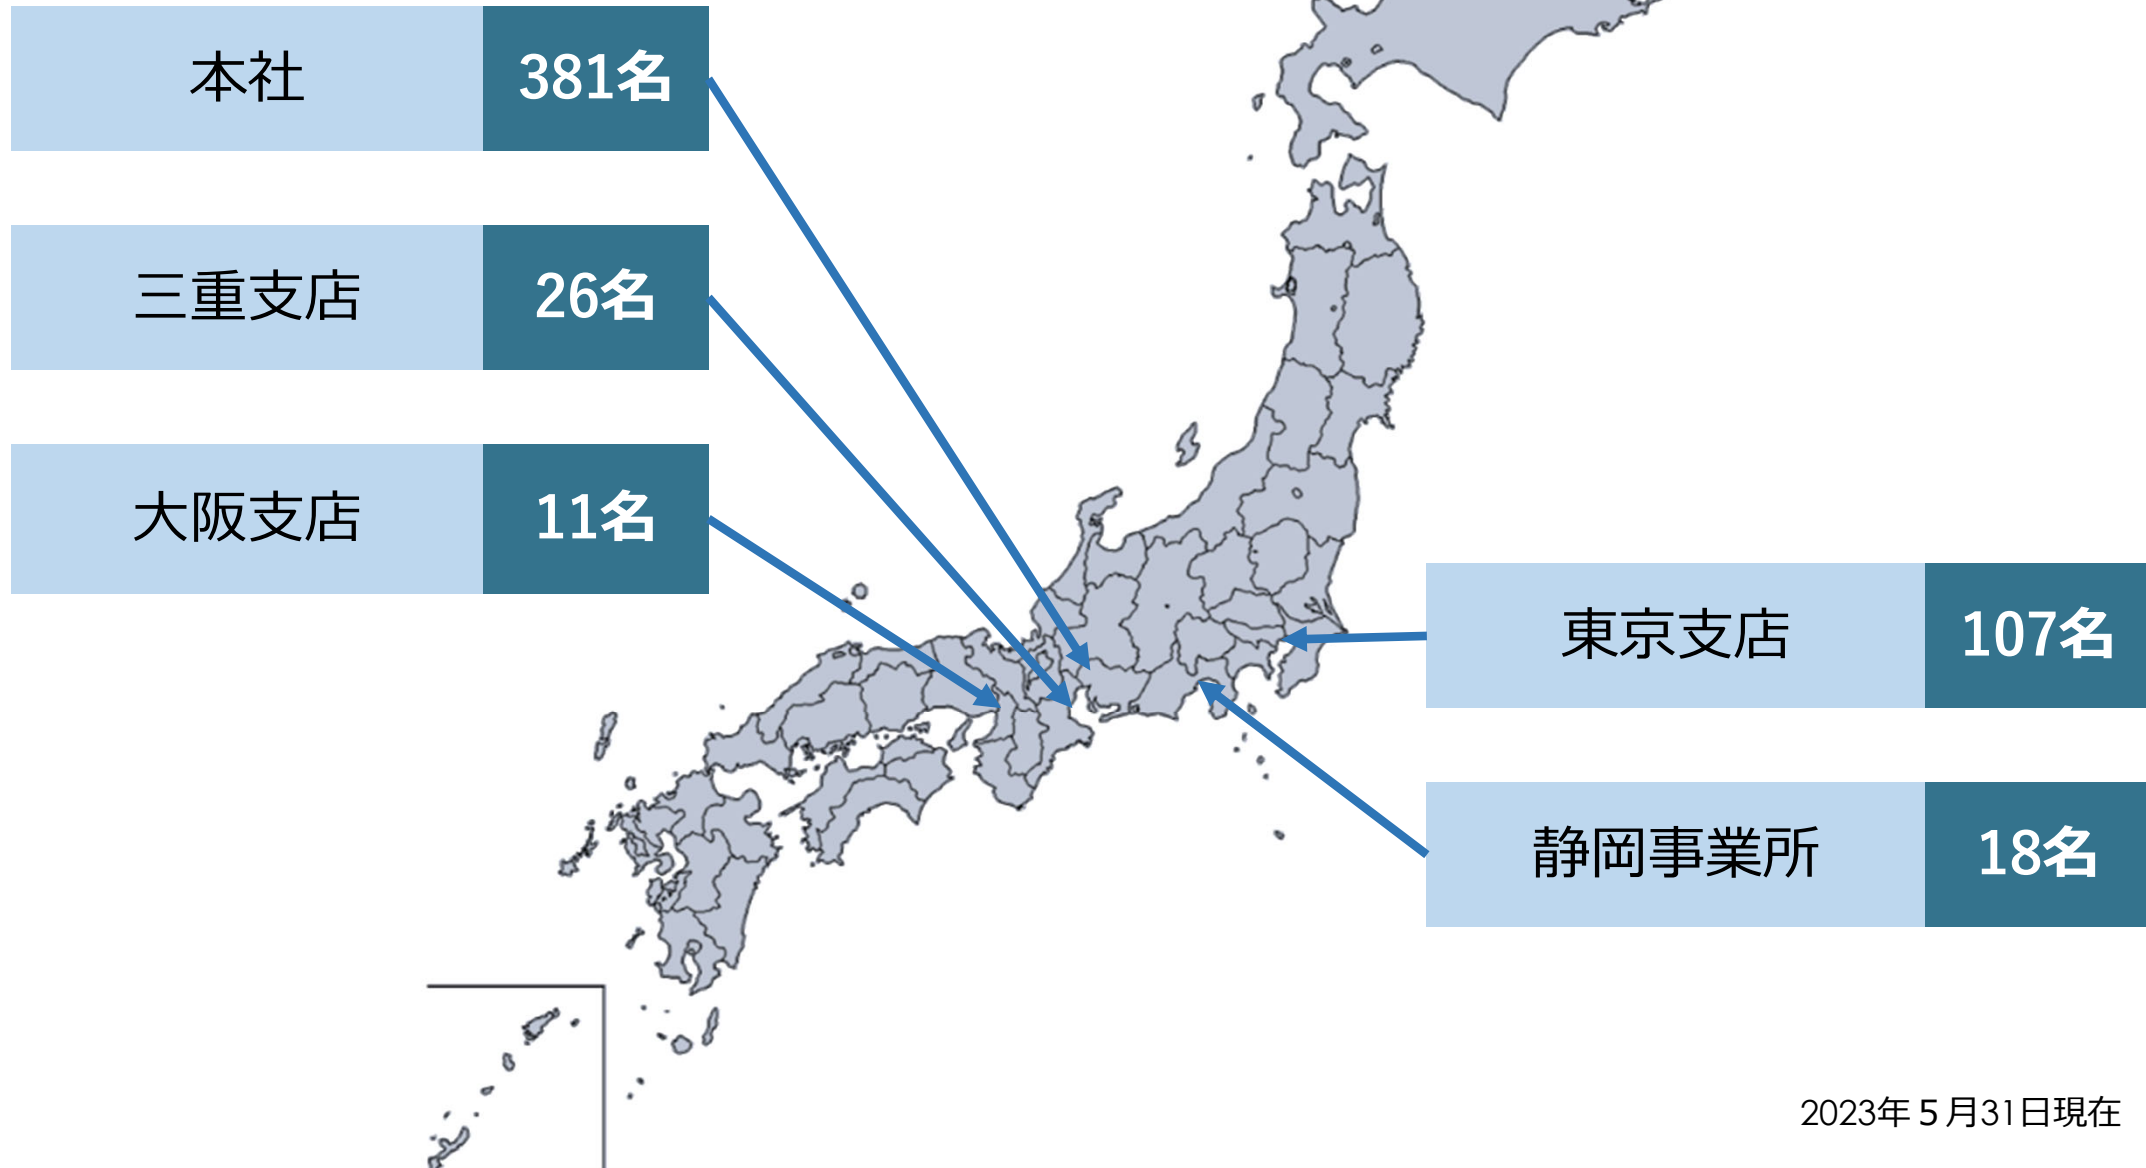 本社 381名
三重支店 26名
大阪支店 11名
東京支店 107名
静岡事業所 18名
2023年５月31日現在